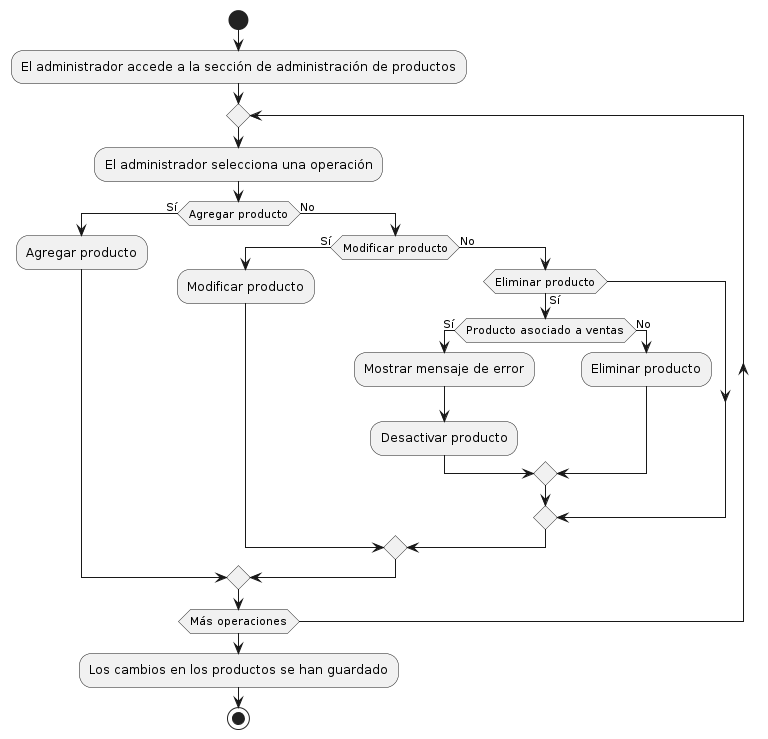 El administrador accede a la sección de administración de productos
El administrador selecciona una operación
Sí
Agregar producto
No
Agregar producto
Sí
Modificar producto
No
Modificar producto
Eliminar producto
Sí
Sí
Producto asociado a ventas
No
Mostrar mensaje de error
Eliminar producto
Desactivar producto
Más operaciones
Los cambios en los productos se han guardado